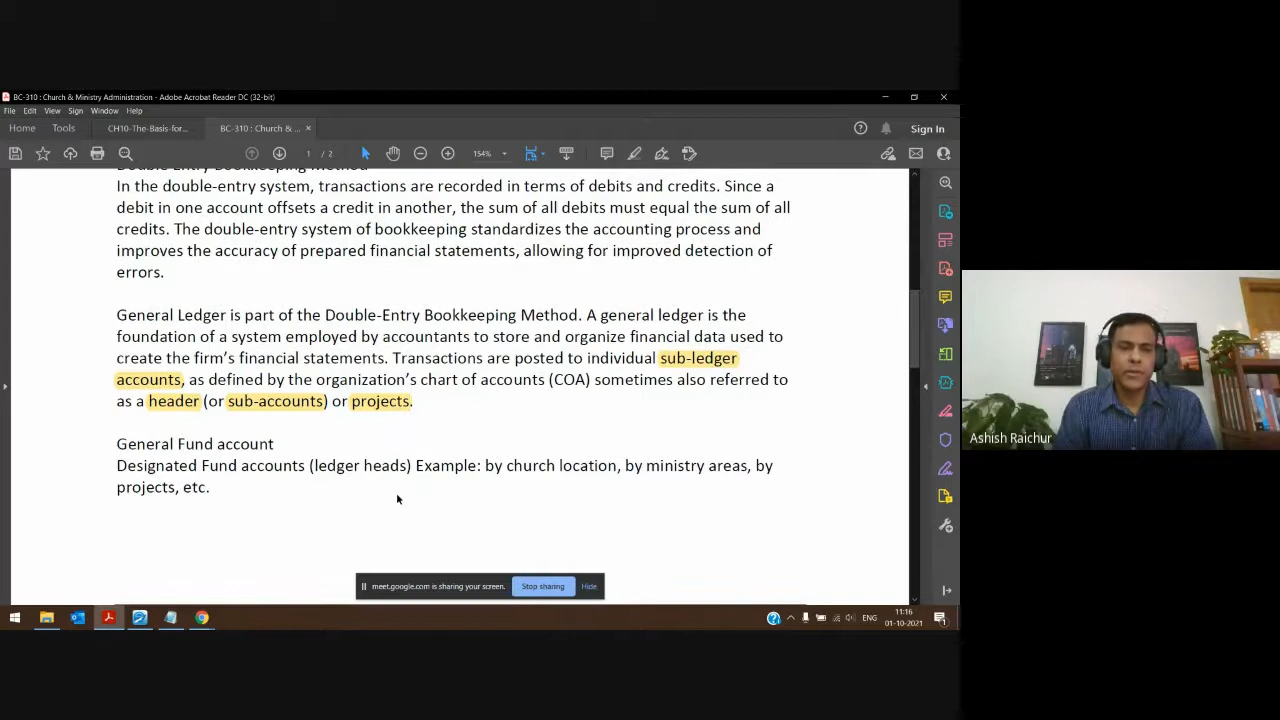 BC-310 : Church & Ministry Administration - Adobe Acrobat Reader DC (32-bit)
File Edit View Sign Window Help
Home Tools CH10-The-Basis-for... BC-310 : Church & ... × Sign In
1 / 2 154%
Double-Entry Bookkeeping Method
In the double-entry system, transactions are recorded in terms of debits and credits. Since a
debit in one account offsets a credit in another, the sum of all debits must equal the sum of all
credits. The double-entry system of bookkeeping standardizes the accounting process and
improves the accuracy of prepared financial statements, allowing for improved detection of
errors.
General Ledger is part of the Double-Entry Bookkeeping Method. A general ledger is the
foundation of a system employed by accountants to store and organize financial data used to
create the firm's financial statements. Transactions are posted to individual sub-ledger
accounts, as defined by the organization's chart of accounts (COA) sometimes also referred to
as a header (or sub-accounts) or projects.
General Fund account
Designated Fund accounts (ledger heads) Example: by church location, by ministry areas, by
projects, etc.
meet.google.com is sharing your screen. Stop sharing Hide
Ashish Raichur
ENG
11:16
01-10-2021